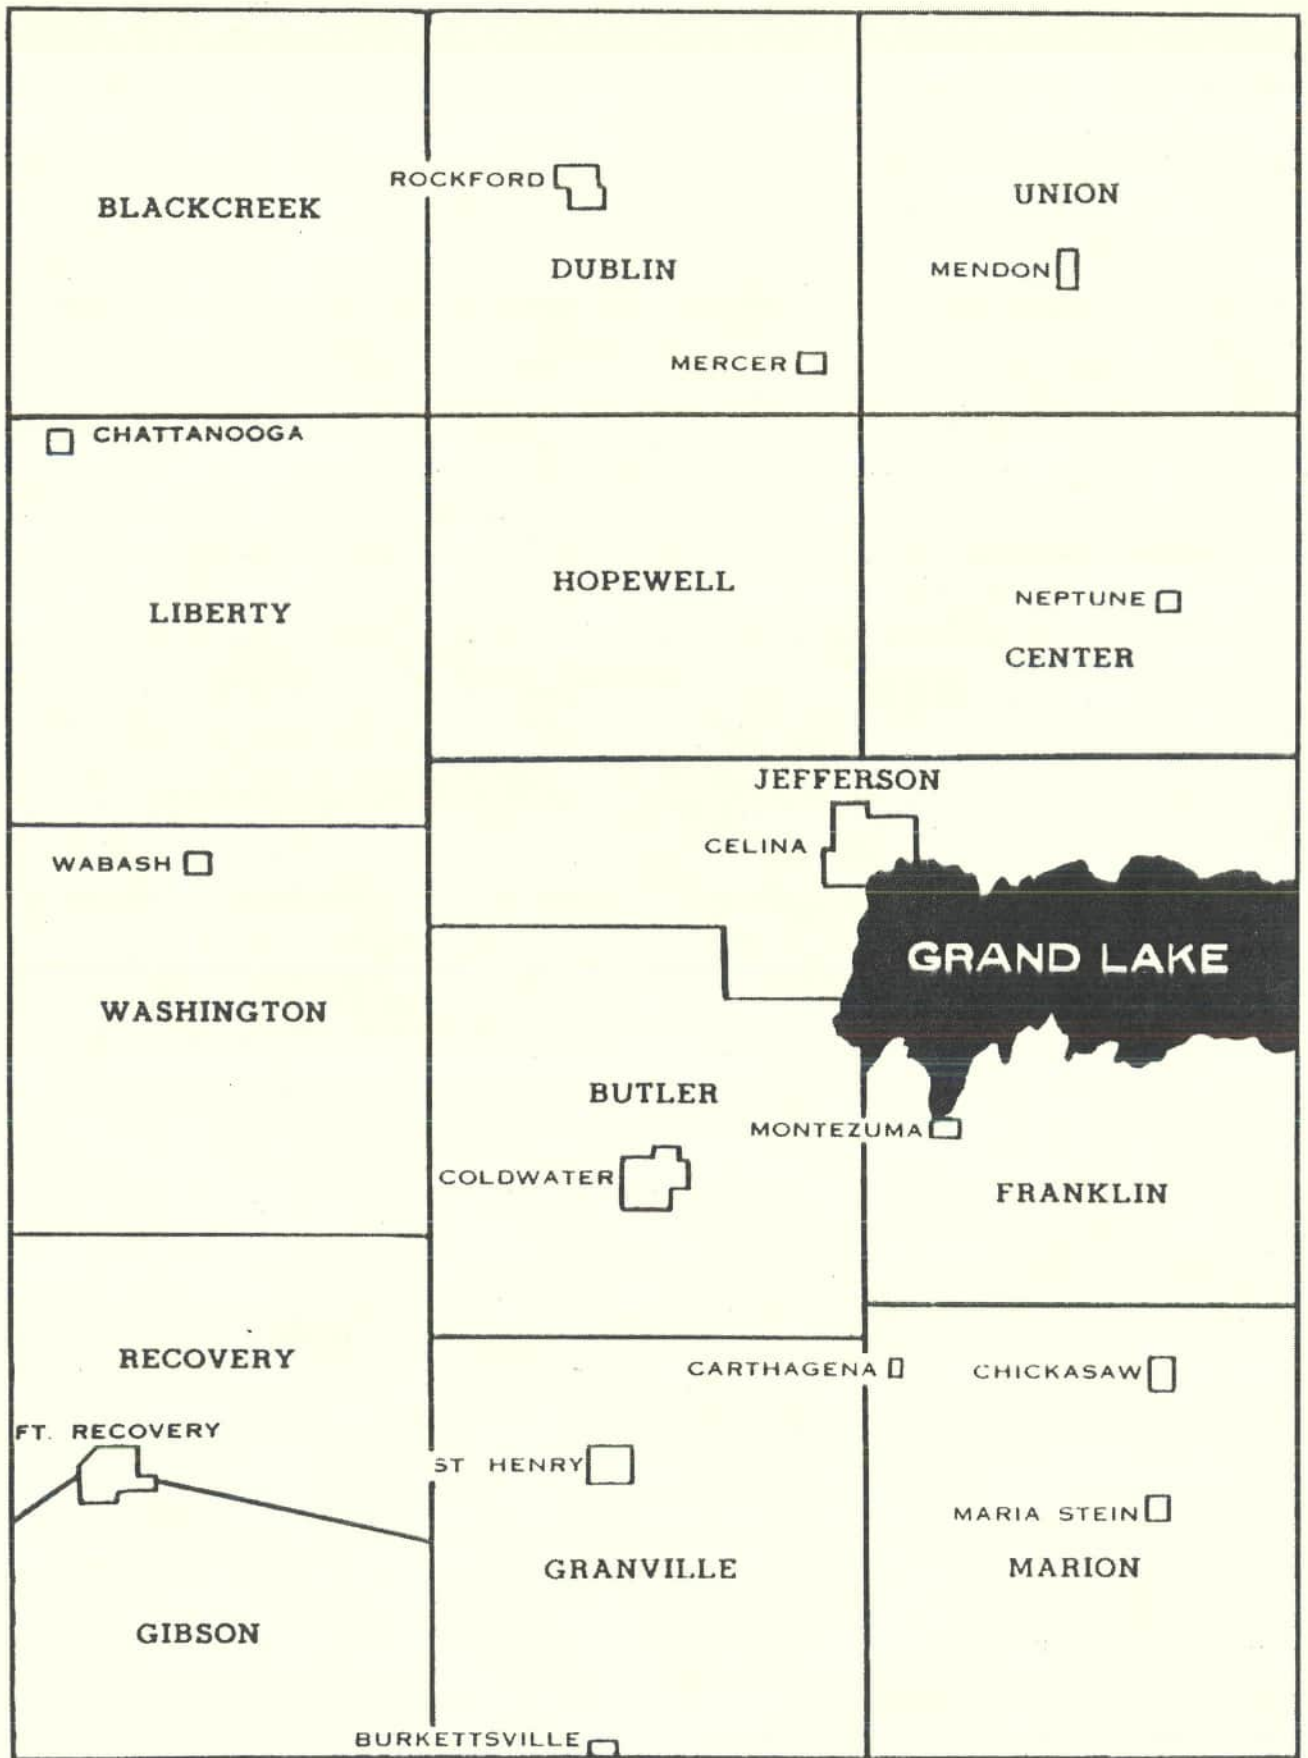 ROCKFORD
UNION
BLACKCREEK
DUBLIN
MENDON
MERCER
CHATTANOOGA
HOPEWELL
NEPTUNE
LIBERTY
CENTER
JEFFERSON
CELINA
WABASH
GRAND LAKE
WASHINGTON
BUTLER
MONTEZUMA
COLDWATER
FRANKLIN
RECOVERY
CARTHAGENA
CHICKASAW
FT. RECOVERY
ST HENRY
MARIA STEIN
GRANVILLE
MARION
GIBSON
BURKETTSVILLE